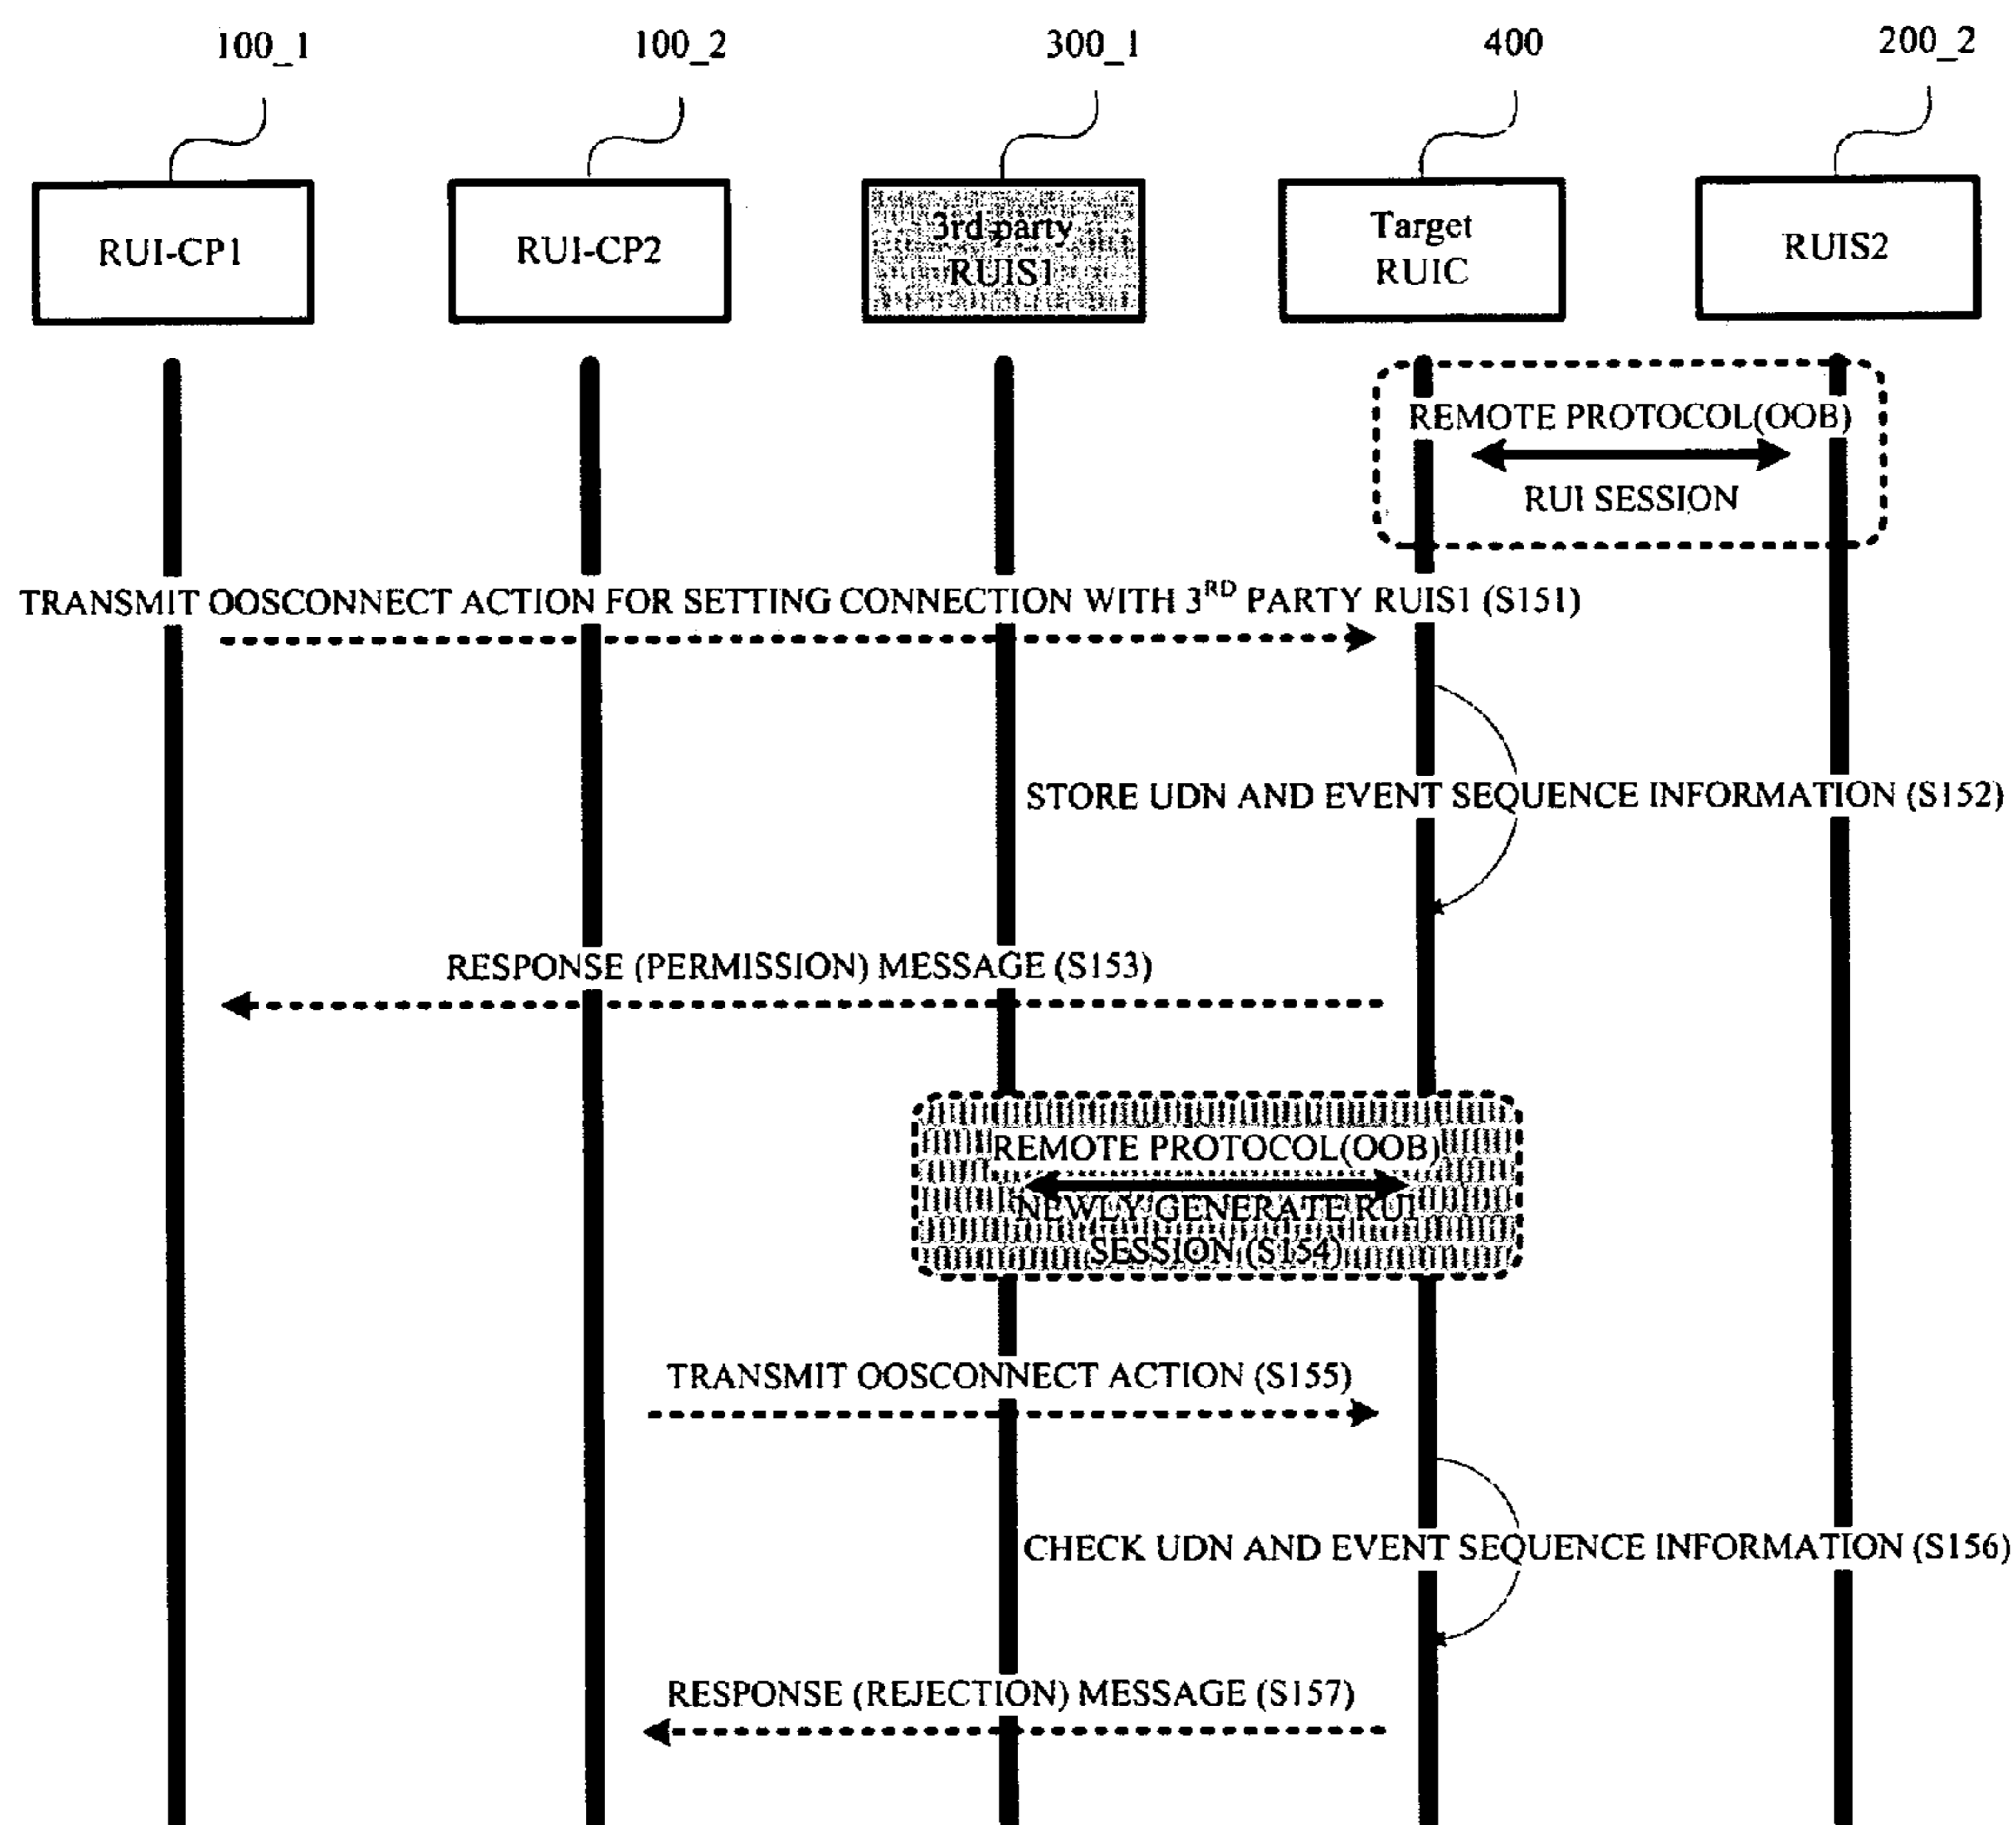 100_1
100_2
300_1
400
200_2
RUI-CP1
RUI-CP2
3rd-party
RUIS1
Target
RUIC
RUIS2
REMOTE PROTOCOL(OOB)
RUI SESSION
TRANSMIT OOSCONNECT ACTION FOR SETTING CONNECTION WITH 3RD PARTY RUIS1 (S151)
STORE UDN AND EVENT SEQUENCE INFORMATION (S152)
RESPONSE (PERMISSION) MESSAGE (S153)
REMOTE PROTOCOL(OOB)
NEWLY GENERATE RUI
SESSION (S154)
TRANSMIT OOSCONNECT ACTION (S155)
CHECK UDN AND EVENT SEQUENCE INFORMATION (S156)
RESPONSE (REJECTION) MESSAGE (S157)